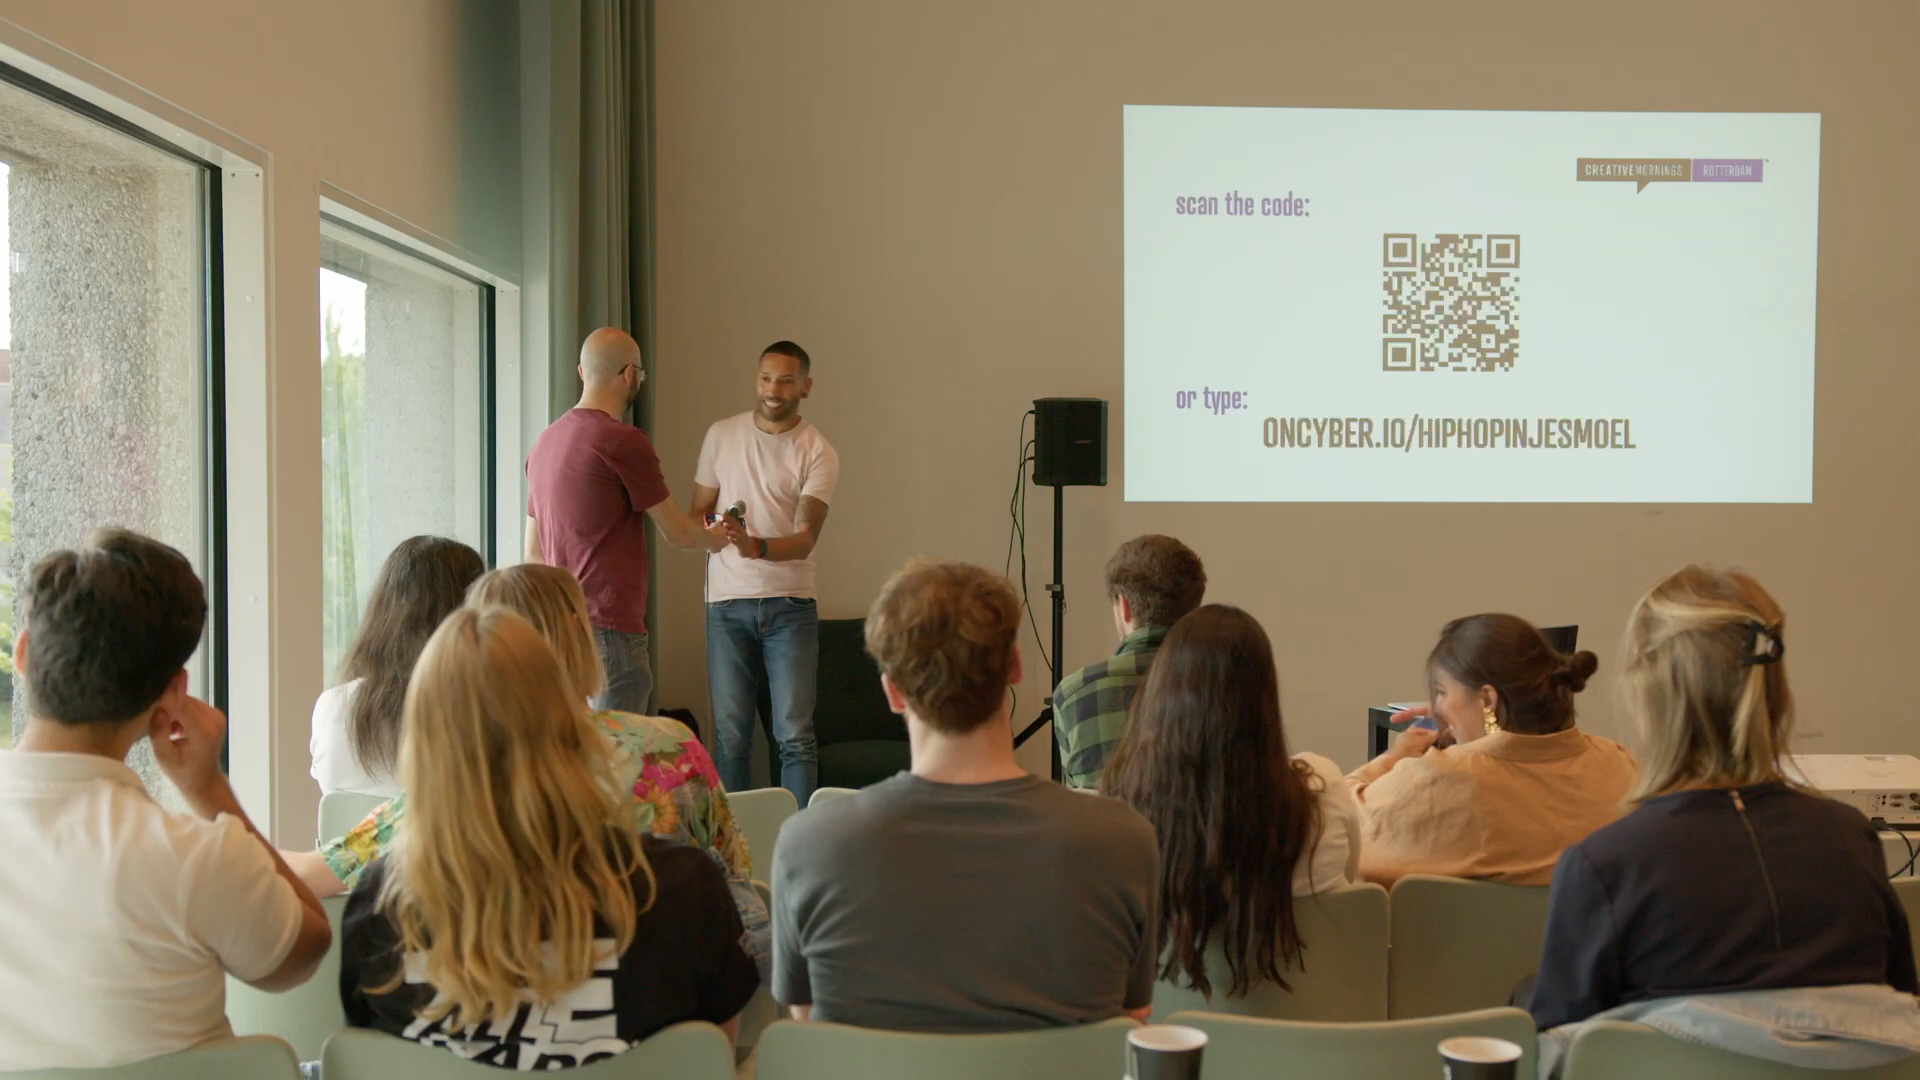 CREATIVEMORNINGS ROTTERDAM
scan the code:
or type:
ONCYBER.IO/HIPHOPINJESMOEL